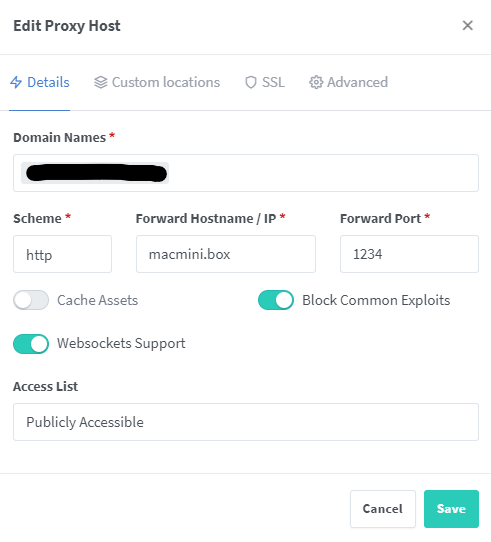 Edit Proxy Host
Details Custom locations SSL Advanced
Domain Names *
Scheme * Forward Hostname / IP * Forward Port *
http macmini.box 1234
Cache Assets Block Common Exploits
Websockets Support
Access List
Publicly Accessible
Cancel Save